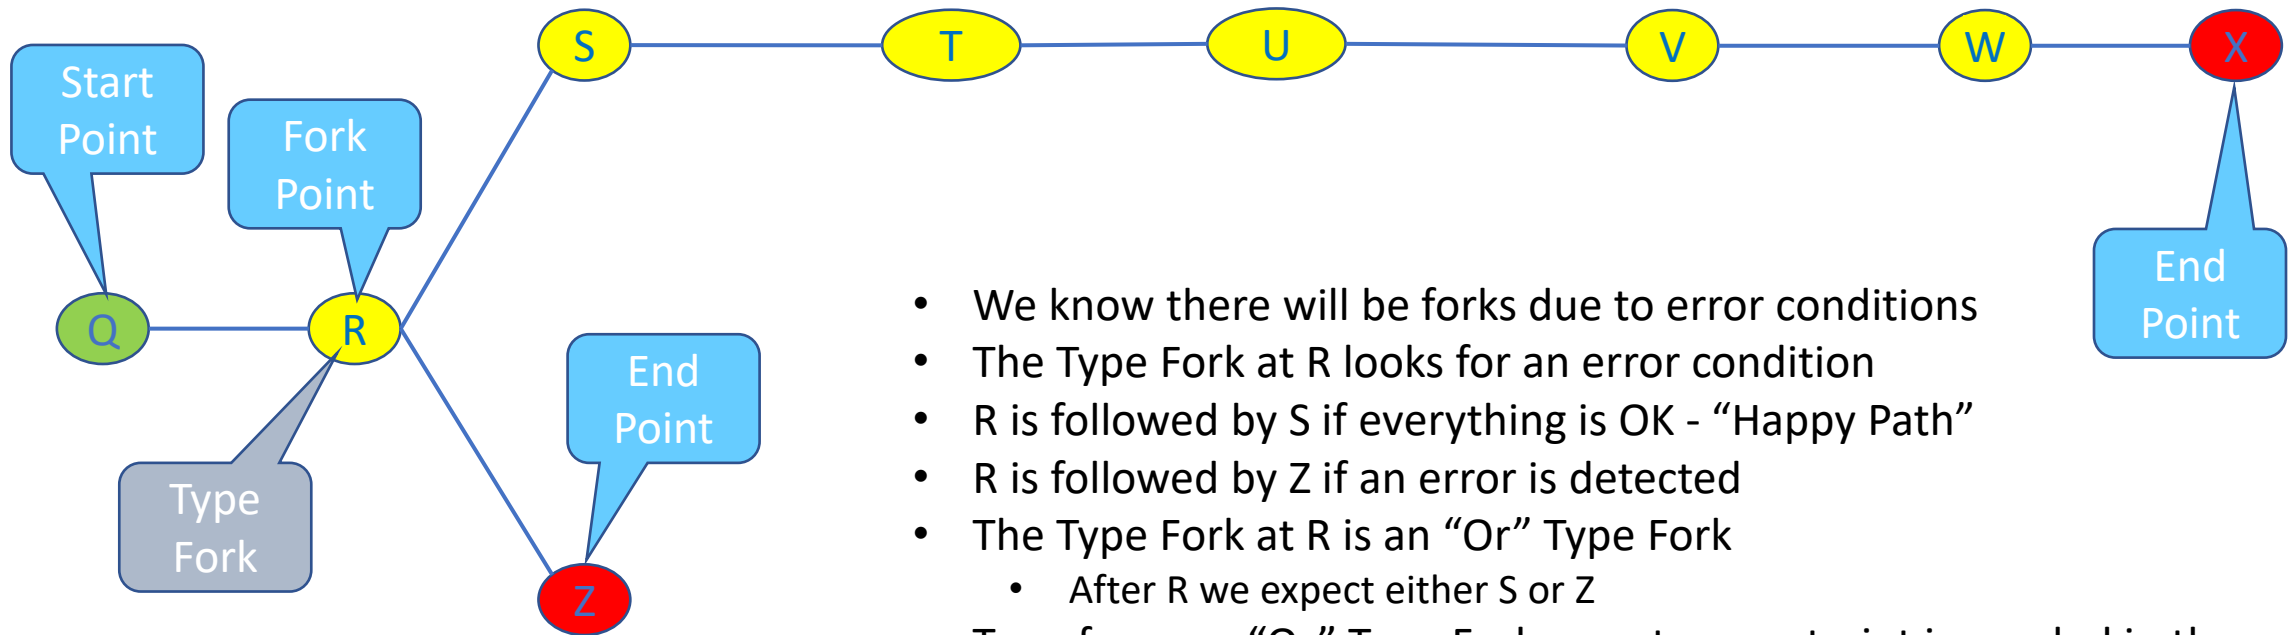 S
T
U
V
W
X
Start
Point
Fork
Point
Q
R
End
Point
Type
Fork
Z
End
Point
• We know there will be forks due to error conditions
• The Type Fork at R looks for an error condition
• R is followed by S if everything is OK - “Happy Path”
• R is followed by Z if an error is detected
• The Type Fork at R is an “Or” Type Fork
• After R we expect either S or Z
“Or” Type Fork